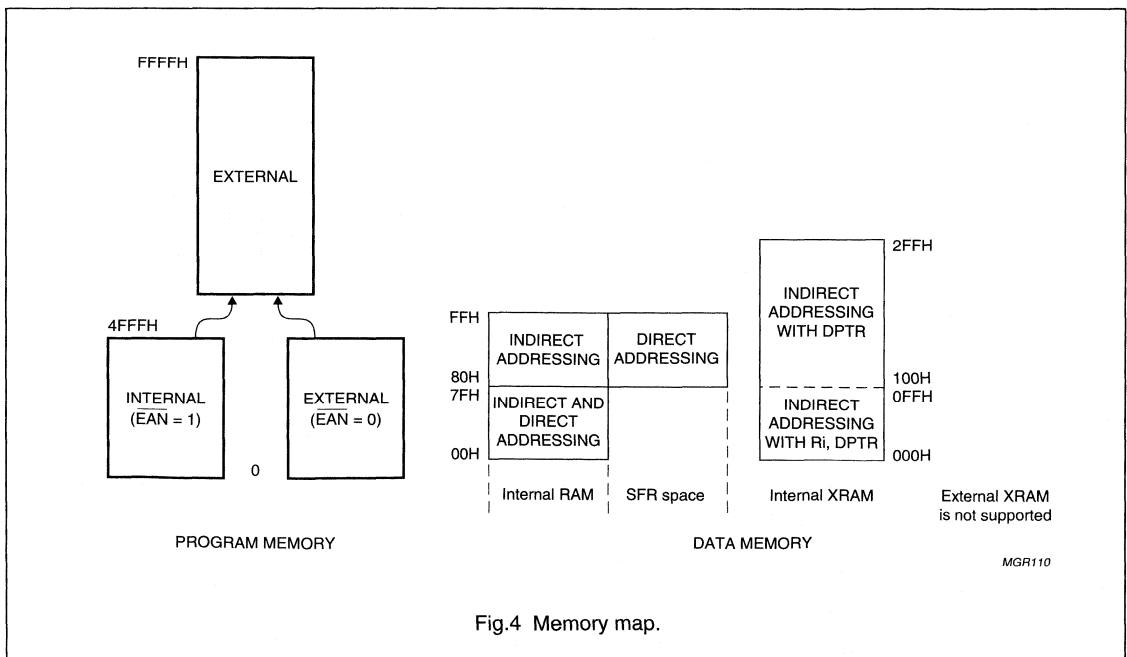 FFFFH
EXTERNAL
4FFFH
INTERNAL
(EAN = 1)
EXTERNAL
(EAN = 0)
0
PROGRAM MEMORY
FFH
80H
7FH
00H
INDIRECT
ADDRESSING
DIRECT
ADDRESSING
INDIRECT AND
DIRECT
ADDRESSING
Internal RAM
SFR space
2FFH
INDIRECT
ADDRESSING
WITH DPTR
100H
0FFH
INDIRECT
ADDRESSING
WITH Ri, DPTR
000H
Internal XRAM
External XRAM
is not supported
DATA MEMORY
MGR110
Fig.4 Memory map.